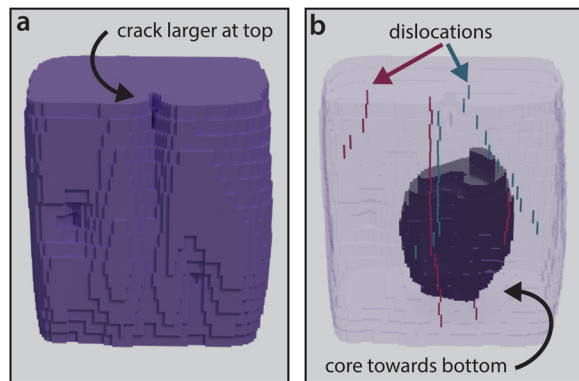 a
crack larger at top
b
dislocations
core towards bottom